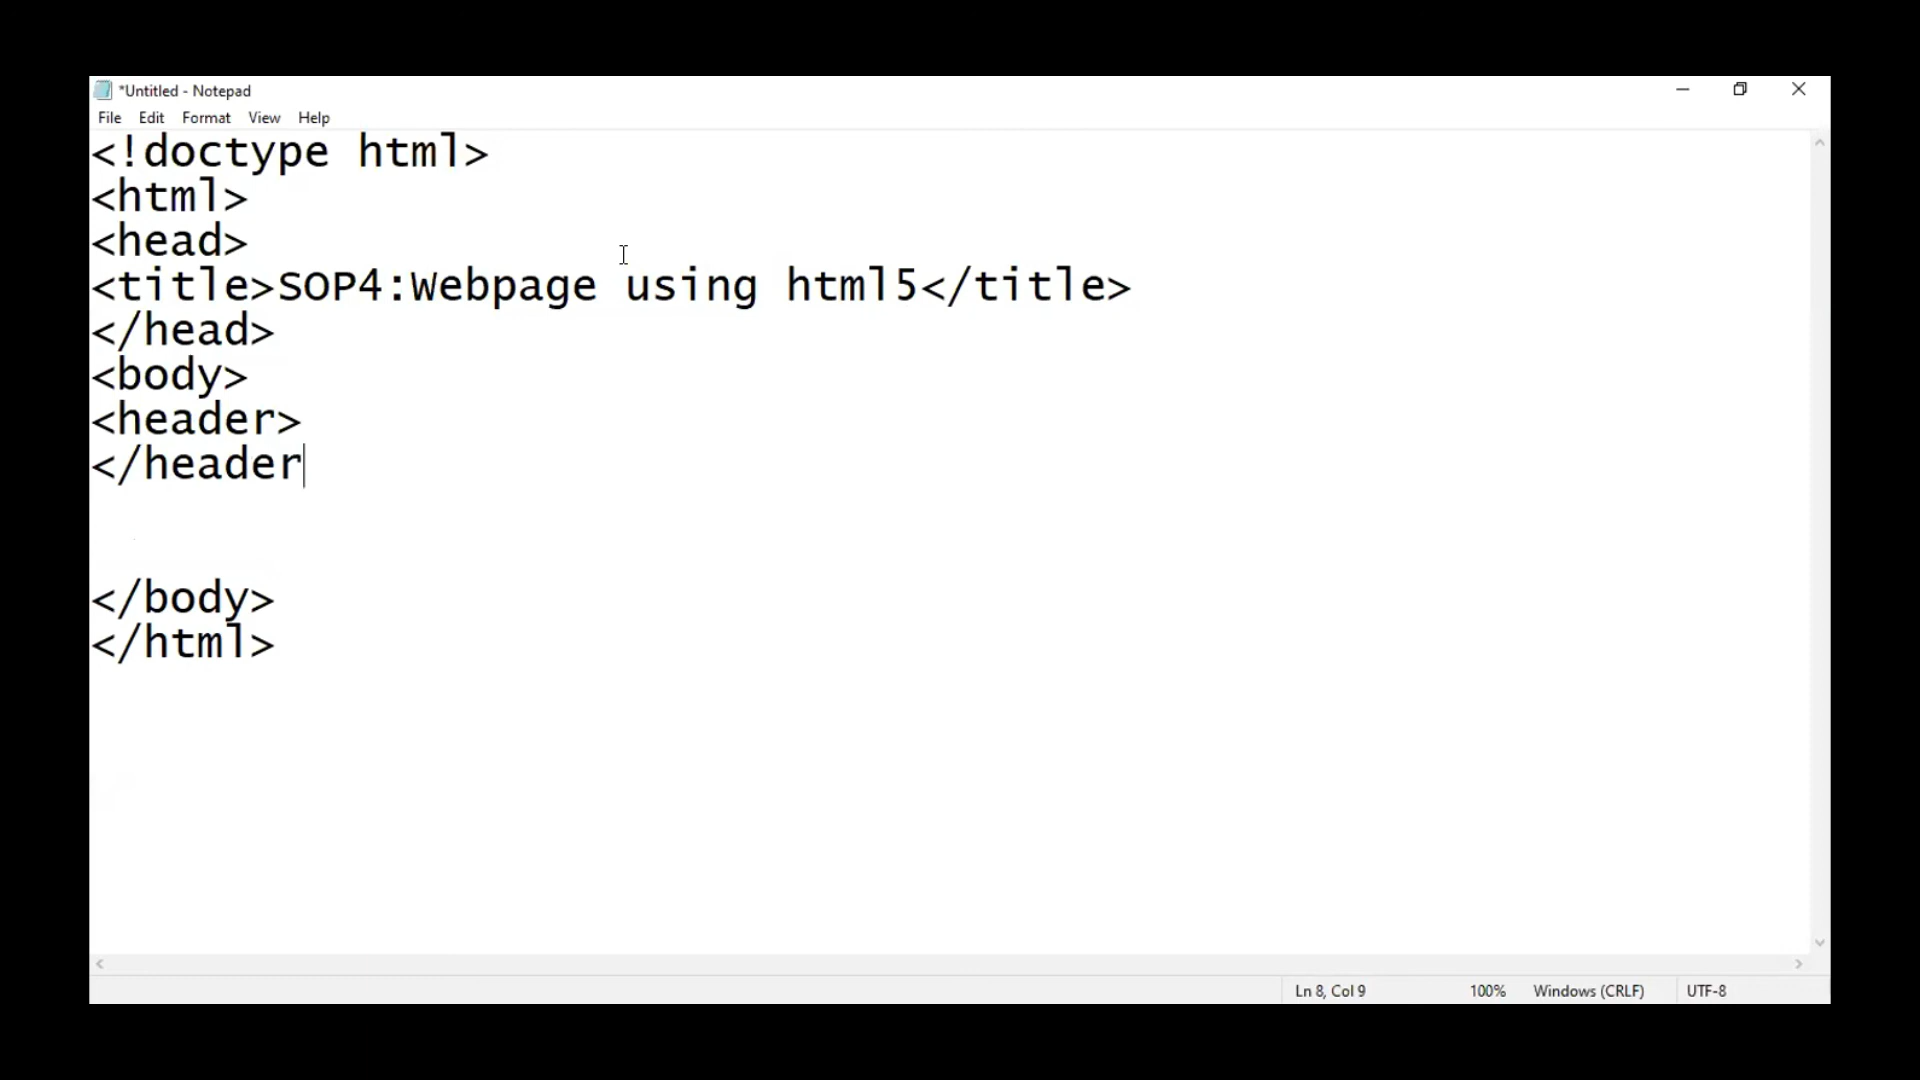 *Untitled - Notepad
File Edit Format View Help
<!doctype html>
<html>
<head>
<title>SOP4:Webpage using html5</title>
</head>
<body>
<header>
</header
</body>
</html>
Ln 8, Col 9 100% Windows (CRLF) UTF-8